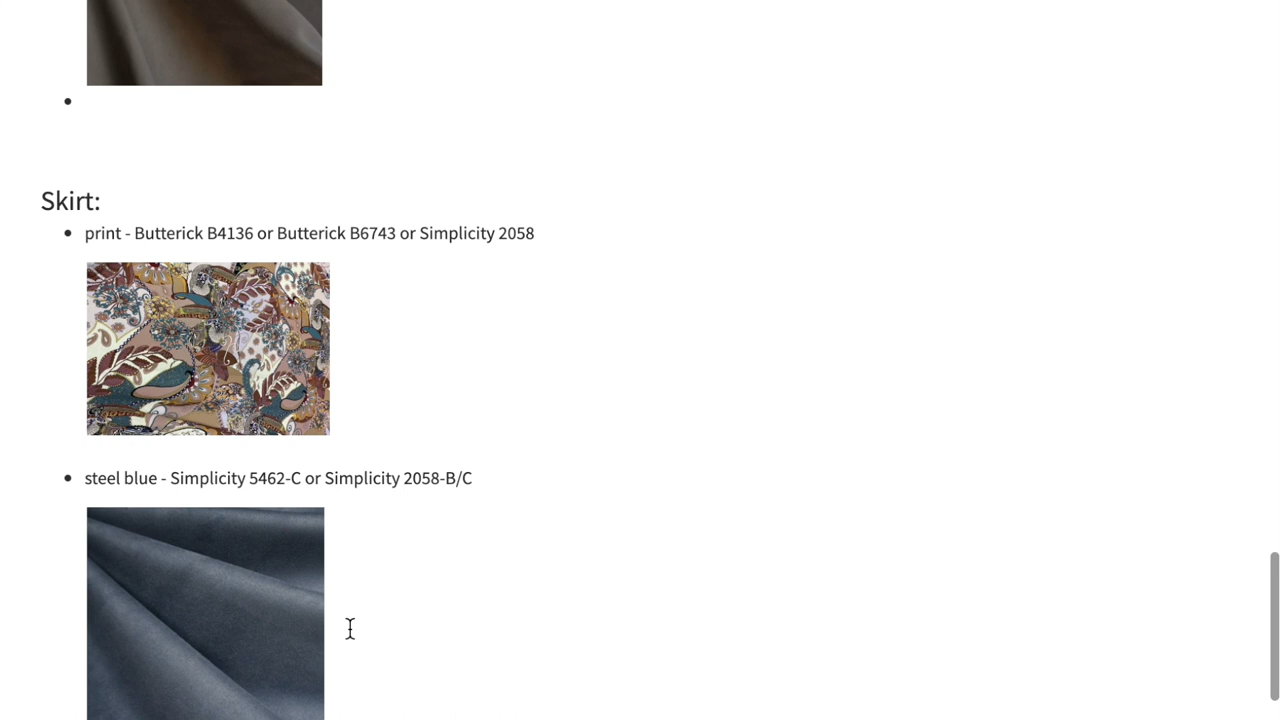 Skirt:
print - Butterick B4136 or Butterick B6743 or Simplicity 2058
steel blue - Simplicity 5462-C or Simplicity 2058-B/C